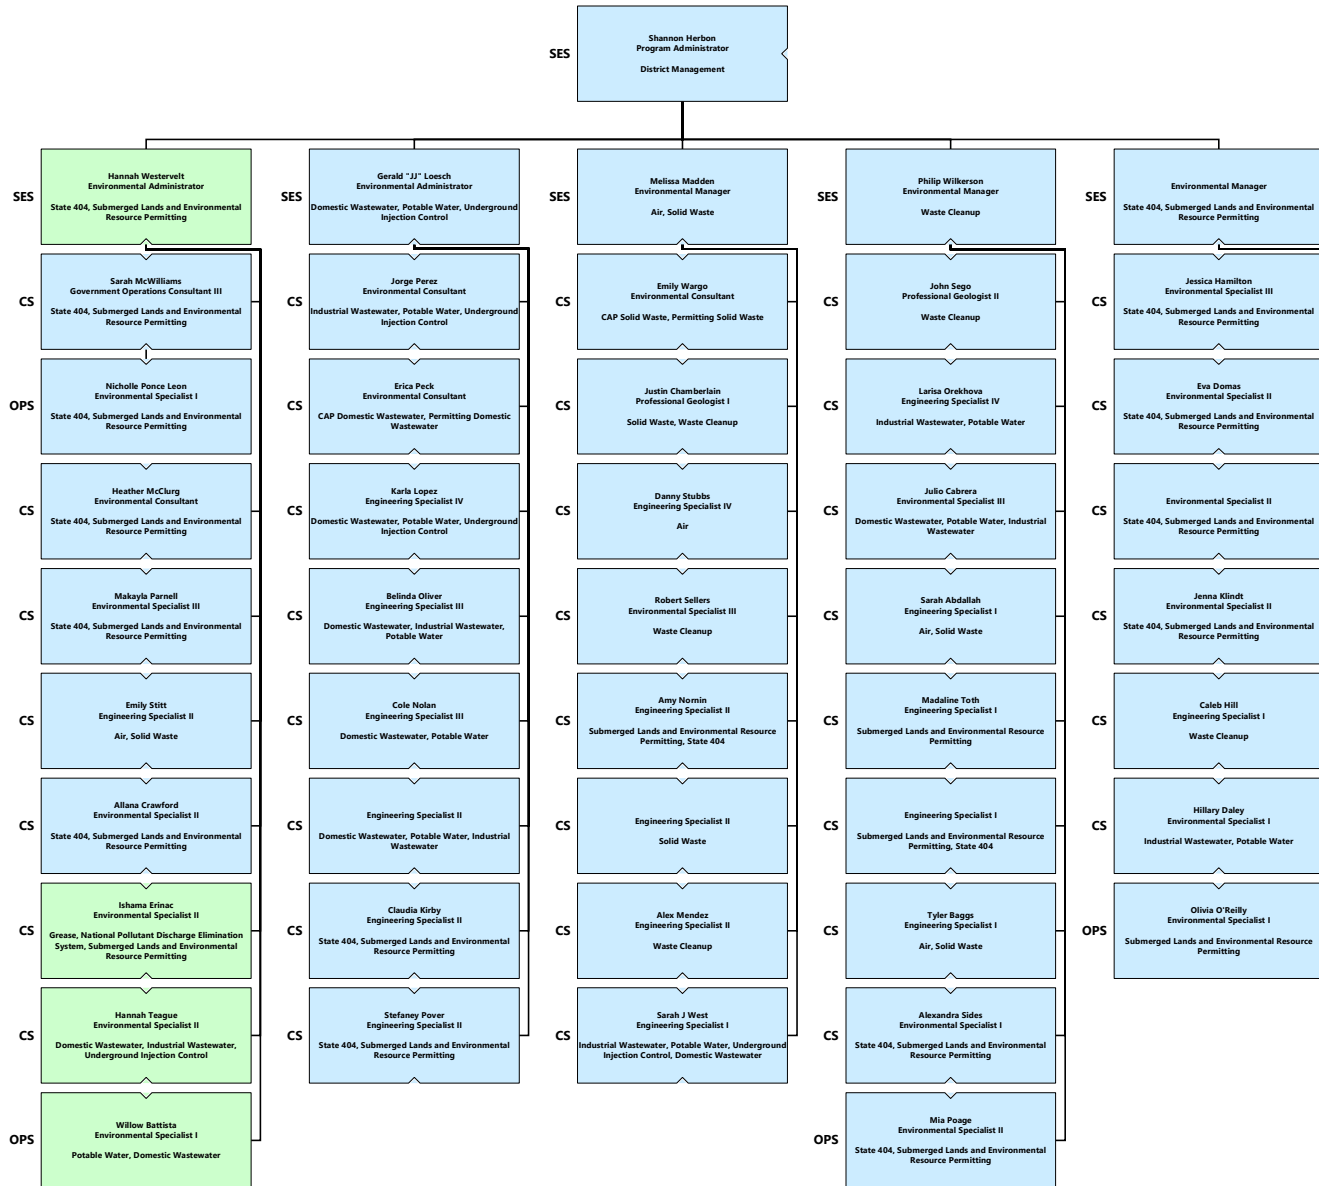 SES
Shannon Herbon
Program Administrator
District Management
SES
Hannah Westervelt
Environmental Administrator
State 404, Submerged Lands and Environmental
Resource Permitting
CS
Sarah McWilliams
Government Operations Consultant III
State 404, Submerged Lands and Environmental
Resource Permitting
OPS
Nicholle Ponce Leon
Environmental Specialist I
State 404, Submerged Lands and Environmental
Resource Permitting
CS
Heather McClurg
Environmental Consultant
State 404, Submerged Lands and Environmental
Resource Permitting
CS
Makayla Parnell
Environmental Specialist III
State 404, Submerged Lands and Environmental
Resource Permitting
CS
Emily Stitt
Engineering Specialist II
Air, Solid Waste
CS
Allana Crawford
Environmental Specialist II
State 404, Submerged Lands and Environmental
Resource Permitting
CS
Ishama Erinac
Environmental Specialist II
Grease, National Pollutant Discharge Elimination
System, Submerged Lands and Environmental
Resource Permitting
CS
Hannah Teague
Environmental Specialist II
Domestic Wastewater, Industrial Wastewater,
Underground Injection Control
OPS
Willow Battista
Environmental Specialist I
Potable Water, Domestic Wastewater
SES
Gerald "JJ" Loesch
Environmental Administrator
Domestic Wastewater, Potable Water, Underground
Injection Control
CS
Jorge Perez
Environmental Consultant
Industrial Wastewater, Potable Water, Underground
Injection Control
CS
Erica Peck
Environmental Consultant
CAP Domestic Wastewater, Permitting Domestic
Wastewater
CS
Karla Lopez
Engineering Specialist IV
Domestic Wastewater, Potable Water, Underground
Injection Control
CS
Belinda Oliver
Engineering Specialist III
Domestic Wastewater, Industrial Wastewater,
Potable Water
CS
Cole Nolan
Engineering Specialist III
Domestic Wastewater, Potable Water
CS
Engineering Specialist II
Domestic Wastewater, Potable Water, Industrial
Wastewater
CS
Claudia Kirby
Engineering Specialist II
State 404, Submerged Lands and Environmental
Resource Permitting
CS
Stefaney Pover
Engineering Specialist II
State 404, Submerged Lands and Environmental
Resource Permitting
SES
Melissa Madden
Environmental Manager
Air, Solid Waste
CS
Emily Wargo
Environmental Consultant
CAP Solid Waste, Permitting Solid Waste
CS
Justin Chamberlain
Professional Geologist I
Solid Waste, Waste Cleanup
CS
Danny Stubbs
Engineering Specialist IV
Air
CS
Robert Sellers
Environmental Specialist III
Waste Cleanup
CS
Amy Nornin
Engineering Specialist II
Submerged Lands and Environmental Resource
Permitting, State 404
CS
Engineering Specialist II
Solid Waste
CS
Alex Mendez
Engineering Specialist II
Waste Cleanup
CS
Sarah J West
Engineering Specialist I
Industrial Wastewater, Potable Water, Underground
Injection Control, Domestic Wastewater
SES
Philip Wilkerson
Environmental Manager
Waste Cleanup
CS
John Sego
Professional Geologist II
Waste Cleanup
CS
Larisa Orekhova
Engineering Specialist IV
Industrial Wastewater, Potable Water
CS
Julio Cabrera
Environmental Specialist III
Domestic Wastewater, Potable Water, Industrial
Wastewater
CS
Sarah Abdallah
Engineering Specialist I
Air, Solid Waste
CS
Madaline Toth
Engineering Specialist I
Submerged Lands and Environmental Resource
Permitting
CS
Engineering Specialist I
Submerged Lands and Environmental Resource
Permitting, State 404
CS
Tyler Baggs
Engineering Specialist I
Air, Solid Waste
CS
Alexandra Sides
Environmental Specialist I
State 404, Submerged Lands and Environmental
Resource Permitting
OPS
Mia Poage
Environmental Specialist II
State 404, Submerged Lands and Environmental
Resource Permitting
SES
Environmental Manager
State 404, Submerged Lands and Environmental
Resource Permitting
CS
Jessica Hamilton
Environmental Specialist III
State 404, Submerged Lands and Environmental
Resource Permitting
CS
Eva Domas
Environmental Specialist II
State 404, Submerged Lands and Environmental
Resource Permitting
CS
Environmental Specialist II
State 404, Submerged Lands and Environmental
Resource Permitting
CS
Jenna Klindt
Environmental Specialist II
State 404, Submerged Lands and Environmental
Resource Permitting
CS
Caleb Hill
Engineering Specialist I
Waste Cleanup
CS
Hillary Daley
Environmental Specialist I
Industrial Wastewater, Potable Water
OPS
Olivia O'Reilly
Environmental Specialist I
Submerged Lands and Environmental Resource
Permitting